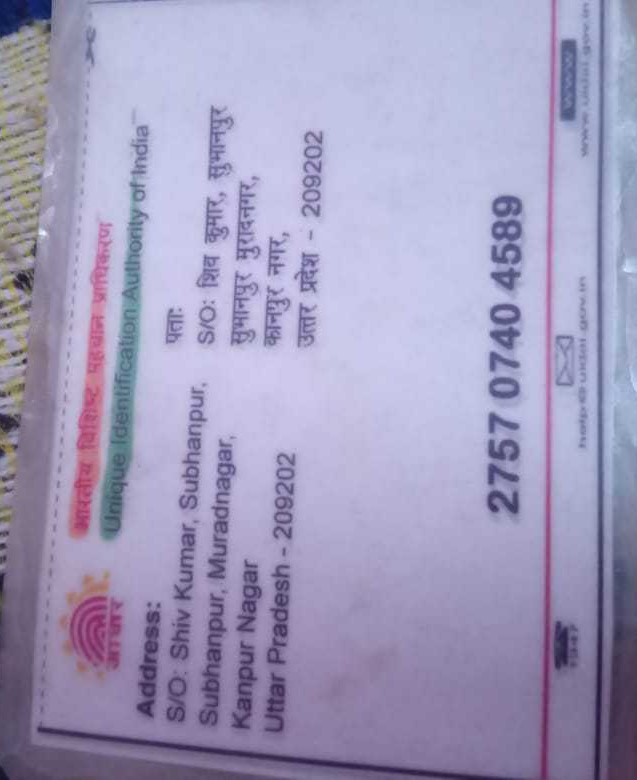 भारतीय विशिष्ट पहचान प्राधिकरण
Unique Identification Authority of India
आधार
Address:
S/O: Shiv Kumar, Subhanpur,
Subhanpur, Muradnagar,
Kanpur Nagar
Uttar Pradesh - 209202
पता:
S/O: शिव कुमार, सुभानपुर
सुभानपुर मुरादनगर,
कानपुर नगर,
उत्तर प्रदेश - 209202
2757 0740 4589
1947
help@uidai.gov.in
www
www.uidai.gov.in